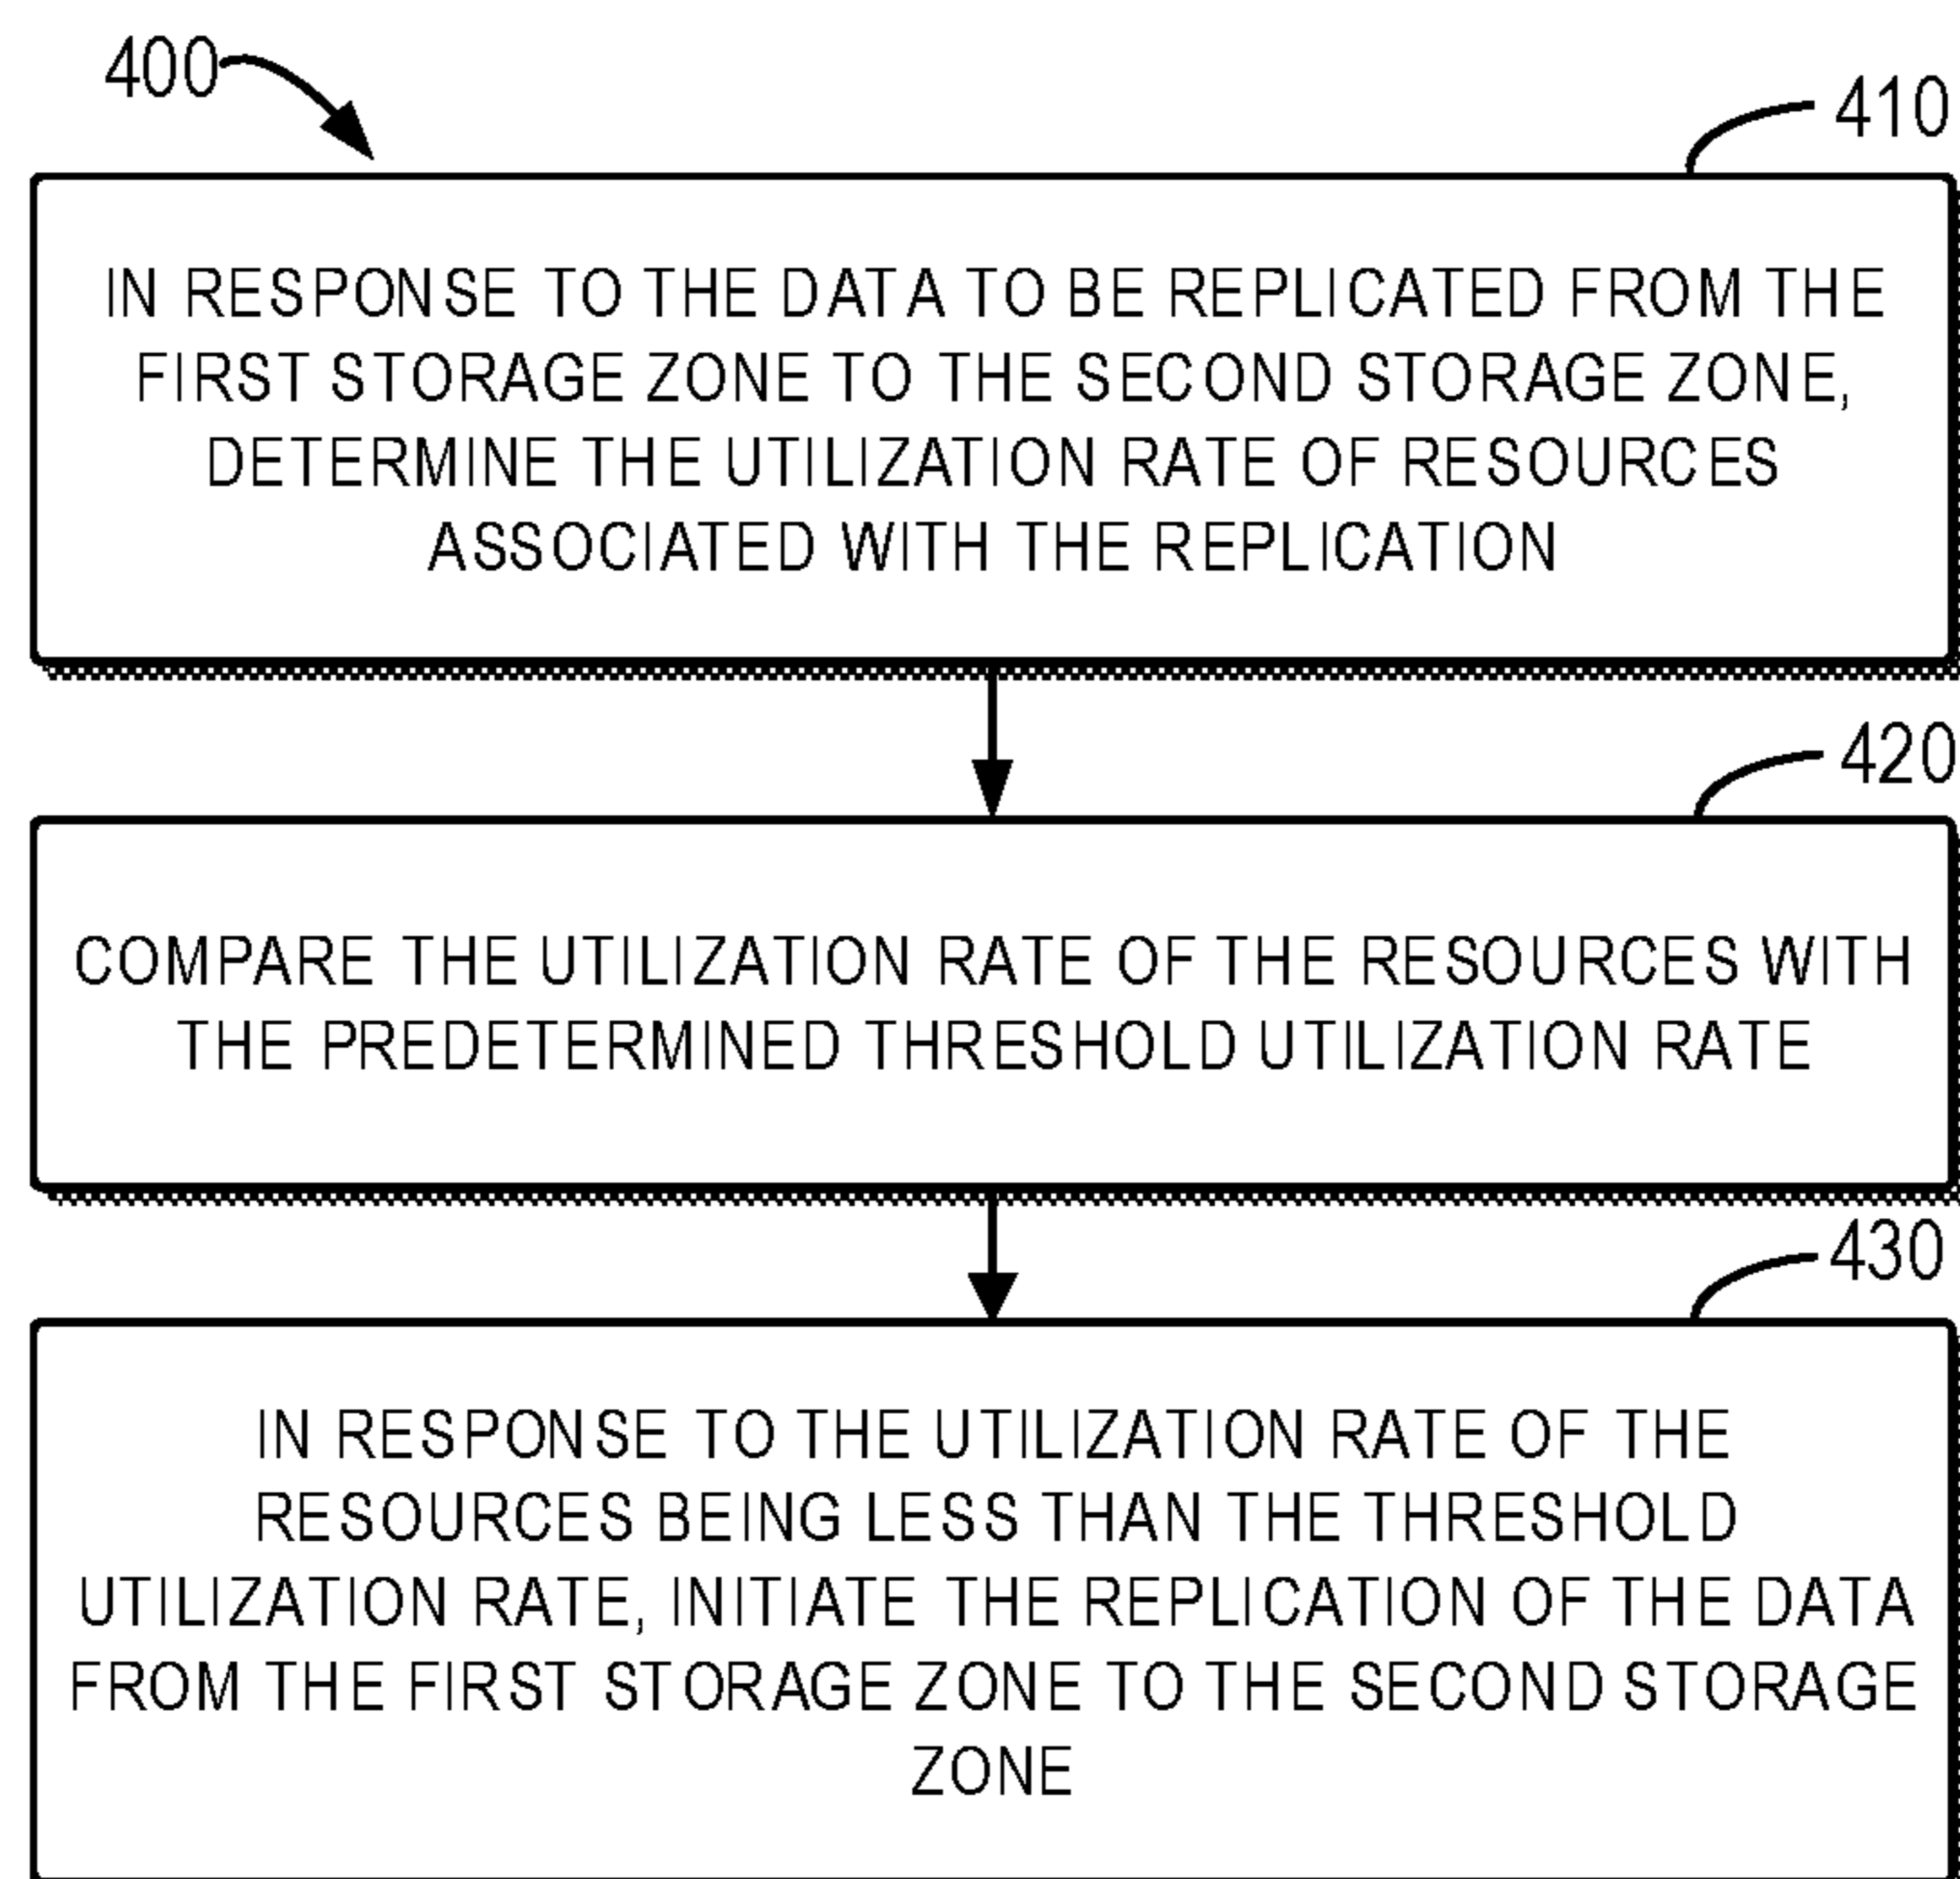 400
410
IN RESPONSE TO THE DATA TO BE REPLICATED FROM THE
FIRST STORAGE ZONE TO THE SECOND STORAGE ZONE,
DETERMINE THE UTILIZATION RATE OF RESOURCES
ASSOCIATED WITH THE REPLICATION
420
COMPARE THE UTILIZATION RATE OF THE RESOURCES WITH
THE PREDETERMINED THRESHOLD UTILIZATION RATE
430
IN RESPONSE TO THE UTILIZATION RATE OF THE
RESOURCES BEING LESS THAN THE THRESHOLD
UTILIZATION RATE, INITIATE THE REPLICATION OF THE DATA
FROM THE FIRST STORAGE ZONE TO THE SECOND STORAGE
ZONE